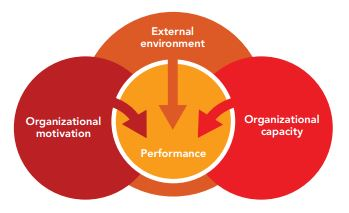 External
environment
Organizational
motivation
Organizational
capacity
Performance